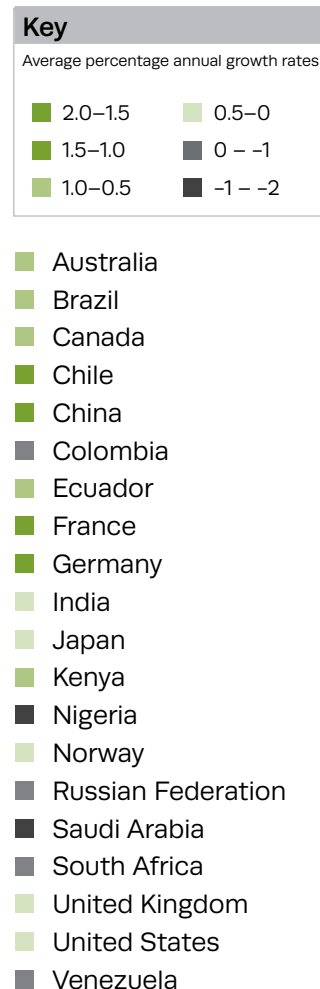 Key
Average percentage annual growth rates
2.0–1.5 0.5–0
1.5–1.0 0 – -1
1.0–0.5 -1 – -2
Australia
Brazil
Canada
Chile
China
Colombia
Ecuador
France
Germany
India
Japan
Kenya
Nigeria
Norway
Russian Federation
Saudi Arabia
South Africa
United Kingdom
United States
Venezuela